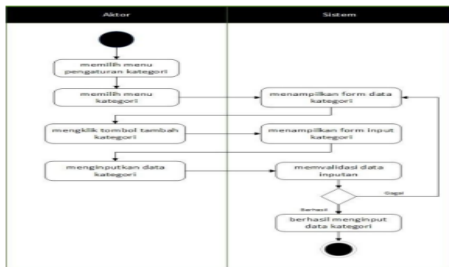 Aktor
Sistem
memilih menu
pengaturan kategori
memilih menu
kategori
menampilkan form data
kategori
mengklik tombol tambah
kategori
menampilkan form input
kategori
menginputkan data
kategori
memvalidasi data
inputan
Gagal
Berhasil
berhasil menginput
data kategori